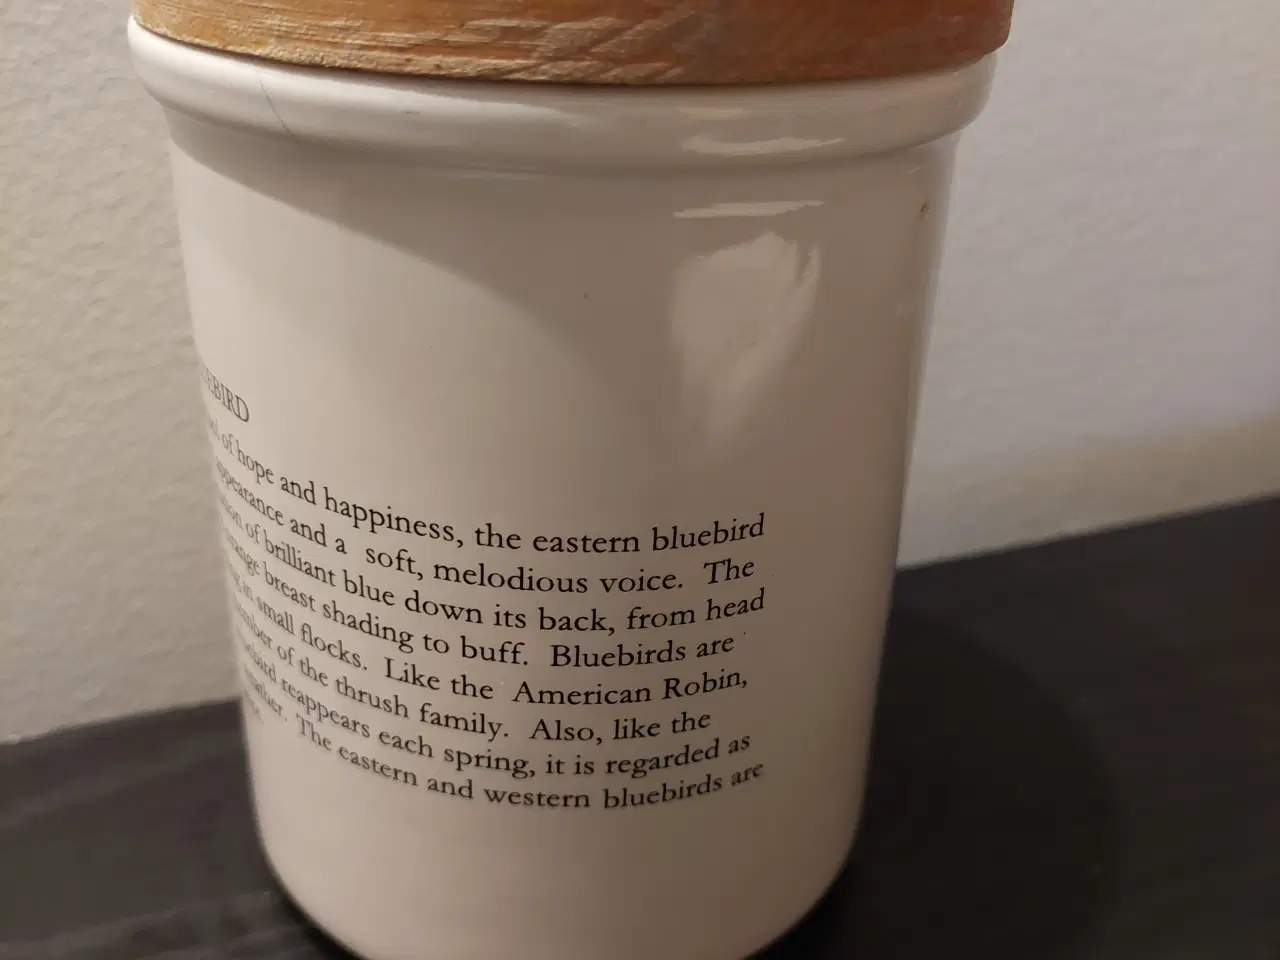 of hope and happiness, the eastern bluebird
appearance and a soft, melodious voice. The
of brilliant blue down its back, from head
orange breast shading to buff. Bluebirds are
in small flocks. Like the American Robin,
of the thrush family. Also, like the
reappears each spring, it is regarded as
The eastern and western bluebirds are